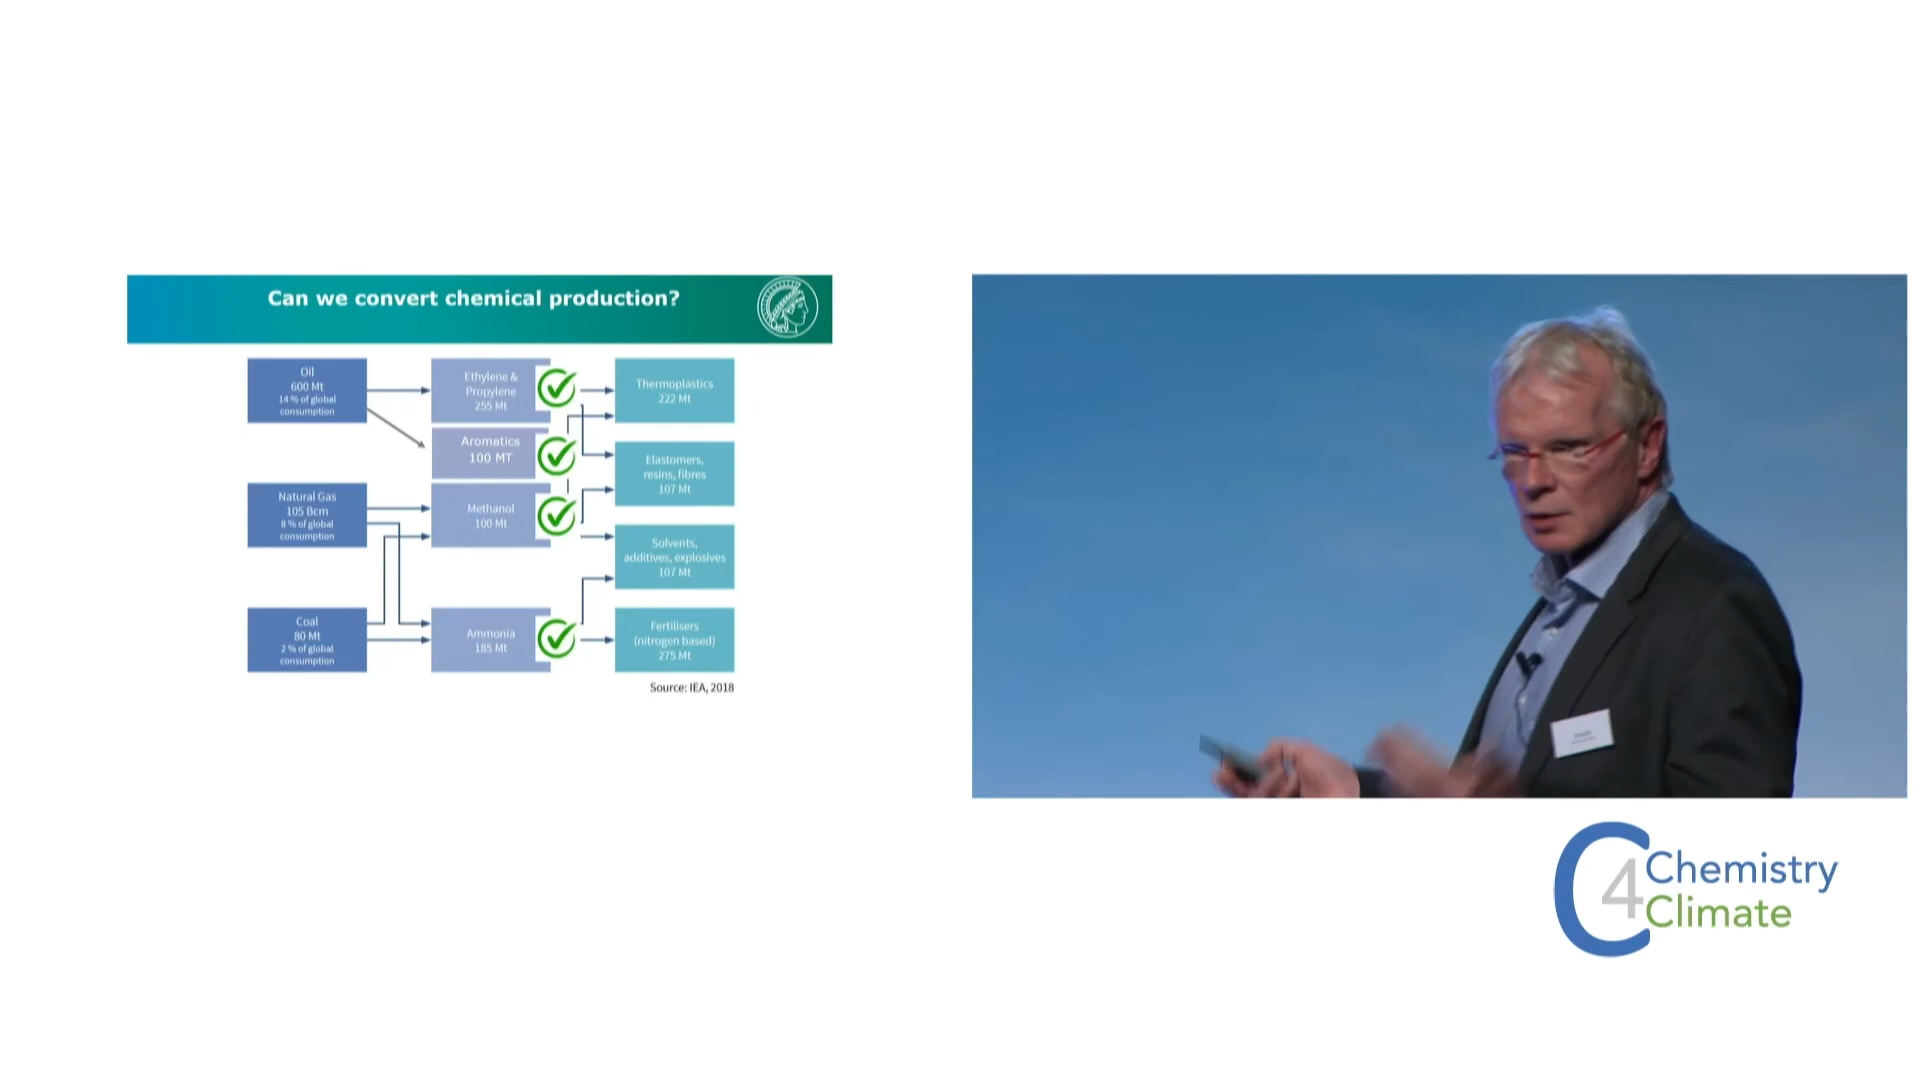 Can we convert chemical production?
Oil
600 Mt
14 % of global
consumption
Ethylene &
Propylene
255 Mt
Thermoplastics
222 Mt
Aromatics
100 MT
Elastomers,
resins, fibres
107 Mt
Natural Gas
105 Bcm
8 % of global
consumption
Methanol
100 Mt
Solvents,
additives, explosives
107 Mt
Coal
80 Mt
2 % of global
consumption
Ammonia
185 Mt
Fertilisers
(nitrogen based)
275 Mt
Source: IEA, 2018
C4
Chemistry
Climate